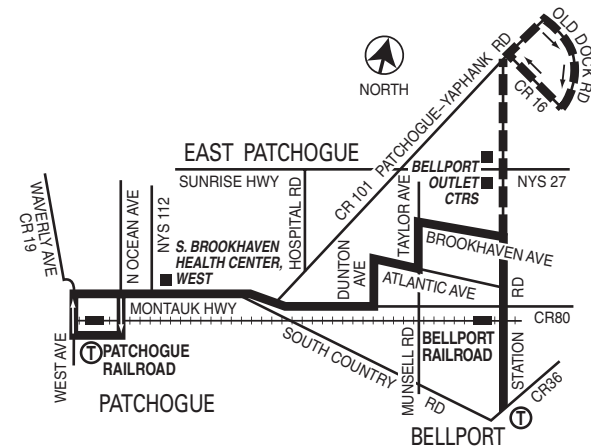 OLD DOCK RD
CR 16
NORTH
CR 101 PATCHOGUE–YAPHANK RD
EAST PATCHOGUE
SUNRISE HWY
NYS 27
BELLPORT
OUTLET
CTRS
WAVERLY AVE
CR 19
N OCEAN AVE
NYS 112
S. BROOKHAVEN
HEALTH CENTER,
WEST
HOSPITAL RD
TAYLOR AVE
BROOKHAVEN AVE
DUNTON
AVE
ATLANTIC AVE
MONTAUK HWY
CR80
WEST AVE
T PATCHOGUE
RAILROAD
SOUTH COUNTRY RD
MUNSELL RD
BELLPORT
RAILROAD
STATION RD
CR36
PATCHOGUE
T
BELLPORT